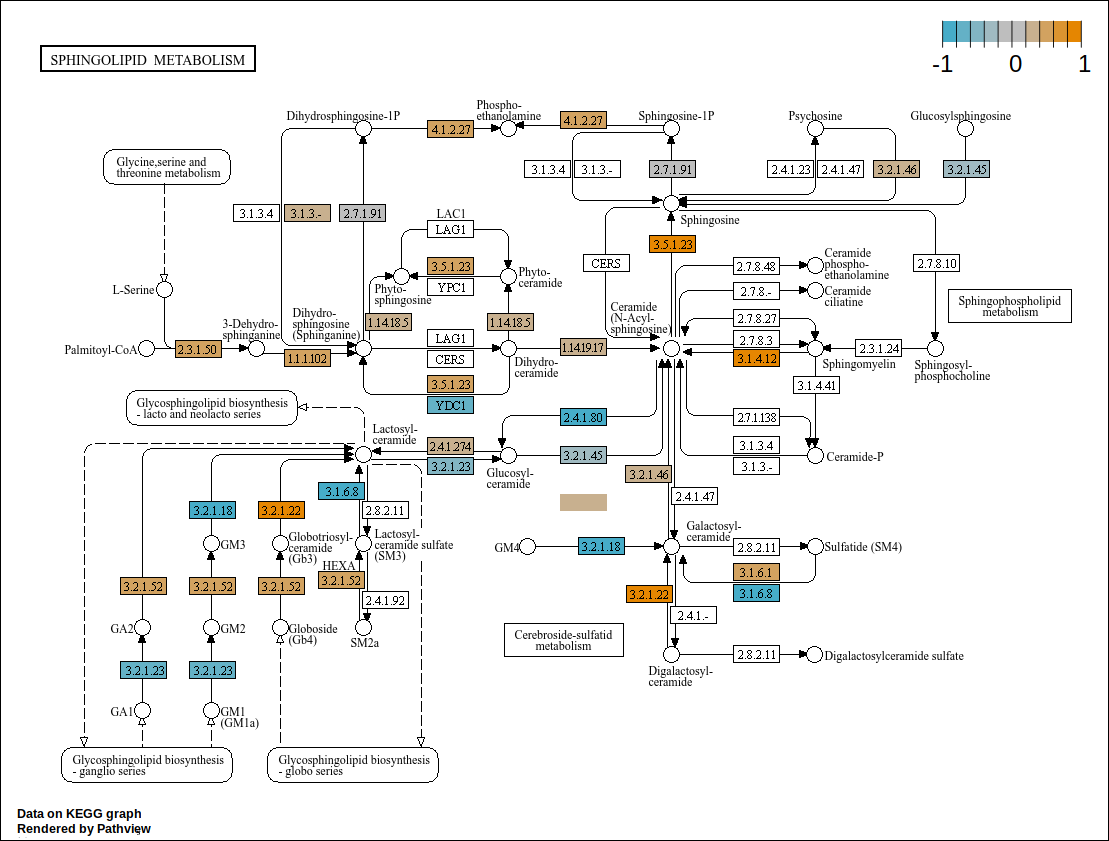 SPHINGOLIPID METABOLISM
-1
0
1
Dihydrosphingosine-1P
4.1.2.27
Phospho-
ethanolamine
4.1.2.27
Sphingosine-1P
Psychosine
Glucosylsphingosine
Glycine,serine and
threonine metabolism
3.1.3.4
3.1.3.-
2.7.1.91
2.4.1.23
2.4.1.47
3.2.1.46
3.2.1.45
3.1.3.4
3.1.3.-
2.7.1.91
LAC1
LAG1
Sphingosine
3.5.1.23
CERS
2.7.8.10
3.5.1.23
YPC1
Phyto-
sphingosine
Phyto-
ceramide
2.7.8.48
Ceramide
phospho-
ethanolamine
2.7.8.-
Ceramide
ciliatine
Sphingophospholipid
metabolism
L-Serine
3-Dehydro-
sphinganine
Dihydro-
sphingosine
(Sphinganine)
1.14.18.5
1.14.18.5
Ceramide
(N-Acyl-
sphingosine)
2.7.8.27
2.7.8.3
3.1.4.12
Palmitoyl-CoA
2.3.1.50
1.1.1.102
LAG1
CERS
Dihydro-
ceramide
1.14.19.17
Sphingomyelin
2.3.1.24
Sphingosyl-
phosphocholine
3.5.1.23
YDC1
3.1.4.41
Glycosphingolipid biosynthesis
- lacto and neolacto series
2.4.1.80
2.7.1.138
Lactosyl-
ceramide
2.4.1.274
3.2.1.23
Glucosyl-
ceramide
3.2.1.45
3.1.3.4
3.1.3.-
Ceramide-P
3.2.1.46
2.4.1.47
3.1.6.8
2.8.2.11
3.2.1.18
3.2.1.22
GM3
Globotriosyl-
ceramide
(Gb3)
Lactosyl-
ceramide sulfate
(SM3)
GM4
3.2.1.18
Galactosyl-
ceramide
2.8.2.11
Sulfatide (SM4)
3.1.6.1
3.1.6.8
HEXA
3.2.1.52
3.2.1.52
3.2.1.52
3.2.1.52
2.4.1.92
3.2.1.22
2.4.1.-
GA2
GM2
Globoside
(Gb4)
SM2a
Cerebroside-sulfatid
metabolism
2.8.2.11
Digalactosylceramide sulfate
Digalactosyl-
ceramide
3.2.1.23
3.2.1.23
GA1
GM1
(GM1a)
Glycosphingolipid biosynthesis
- ganglio series
Glycosphingolipid biosynthesis
- globo series
Data on KEGG graph
Rendered by Pathview